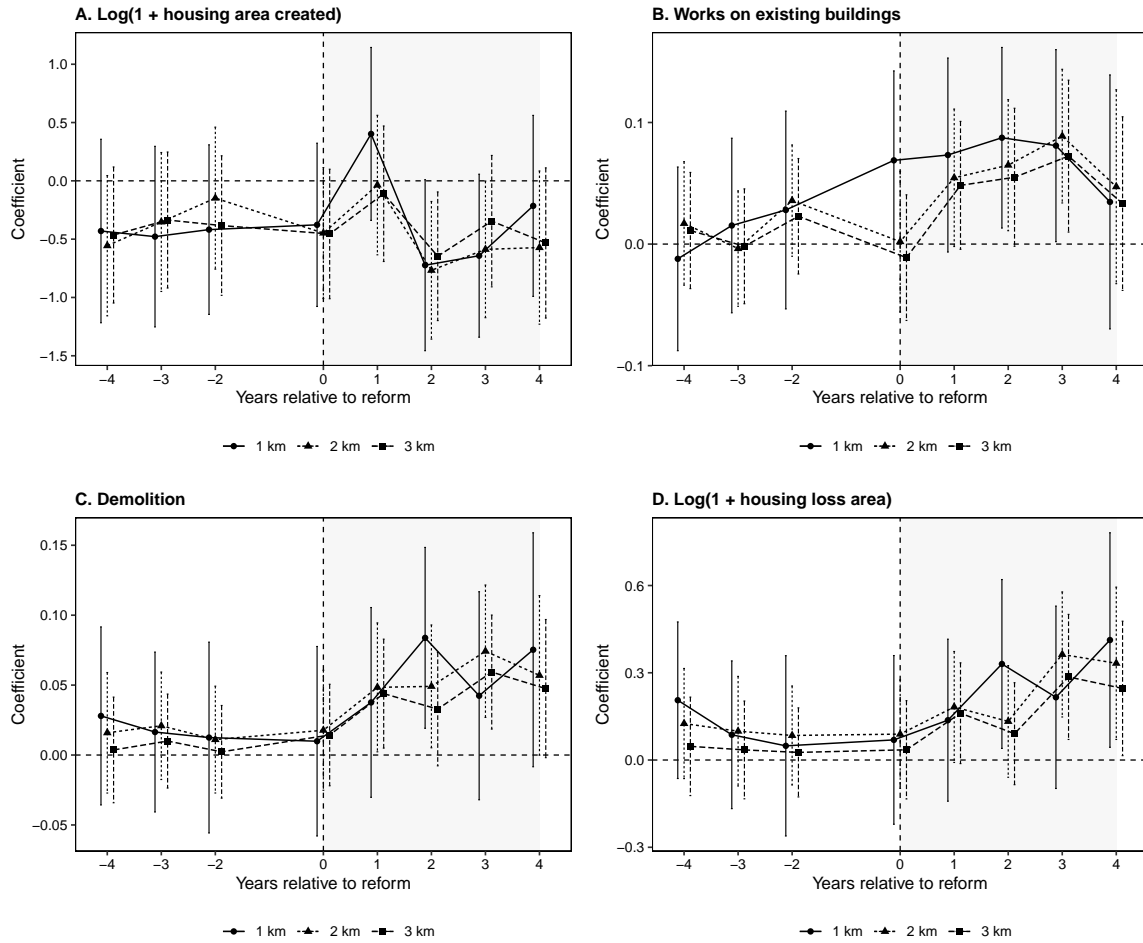 A. Log(1 + housing area created)
Coefficient
1.0
0.5
0.0
−0.5
−1.0
−1.5
−4 −3 −2 0 1 2 3 4
Years relative to reform
1 km 2 km 3 km
B. Works on existing buildings
Coefficient
0.1
0.0
−0.1
−4 −3 −2 0 1 2 3 4
Years relative to reform
1 km 2 km 3 km
C. Demolition
Coefficient
0.15
0.10
0.05
0.00
−0.05
−4 −3 −2 0 1 2 3 4
Years relative to reform
1 km 2 km 3 km
D. Log(1 + housing loss area)
Coefficient
0.6
0.3
0.0
−0.3
−4 −3 −2 0 1 2 3 4
Years relative to reform
1 km 2 km 3 km